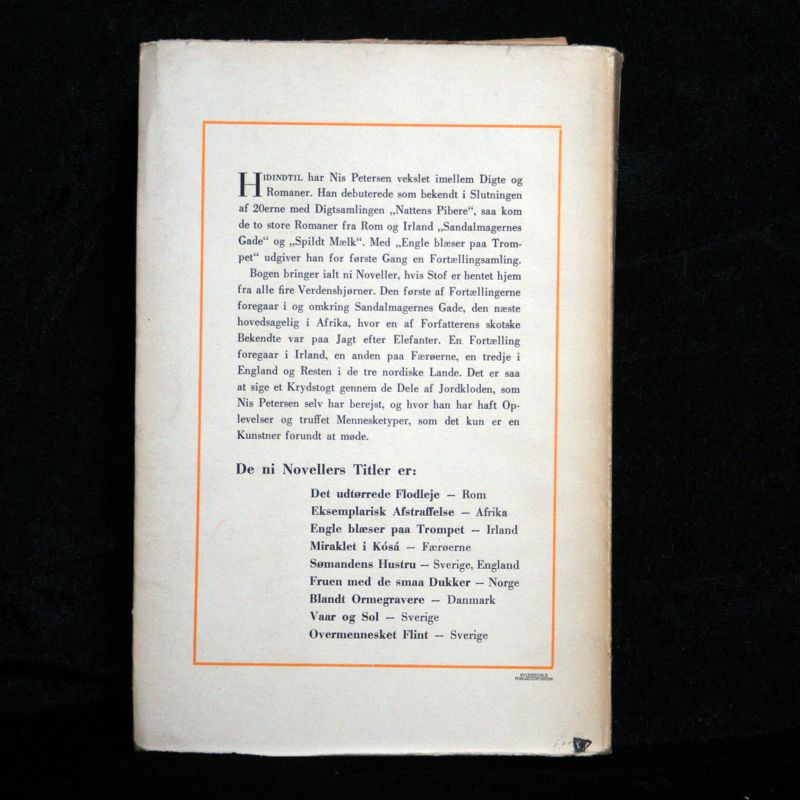 HIDINDTIL har Nis Petersen vekslet imellem Digte og
Romaner. Han debuterede som bekendt i Slutningen
af 20erne med Digtsamlingen „Nattens Pibere“, saa kom
de to store Romaner fra Rom og Irland „Sandalmagernes
Gade“ og „Spildt Mælk“. Med „Engle blæser paa Trom-
pet“ udgiver han for første Gang en Fortællingsamling.
Bogen bringer ialt ni Noveller, hvis Stof er hentet hjem
fra alle fire Verdenshjørner. Den første af Fortællingerne
foregaar i og omkring Sandalmagernes Gade, den næste
hovedsagelig i Afrika, hvor en af Forfatterens skotske
Bekendte var paa Jagt efter Elefanter. En Fortælling
foregaar i Irland, en anden paa Færøerne, en tredje i
England og Resten i de tre nordiske Lande. Det er saa
at sige et Krydstogt gennem de Dele af Jordkloden, som
Nis Petersen selv har berejst, og hvor han har haft Op-
levelser og truffet Mennesketyper, som det kun er en
Kunstner forundt at møde.
De ni Novellers Titler er:
Det udtørrede Flodleje — Rom
Eksemplarisk Afstraffelse — Afrika
Engle blæser paa Trompet — Irland
Miraklet i Kósá — Færøerne
Sømandens Hustru — Sverige, England
Fruen med de smaa Dukker — Norge
Blandt Ormegravere — Danmark
Vaar og Sol — Sverige
Overmennesket Flint — Sverige
GYLDENDALS
FORLAGSTRYKKERI